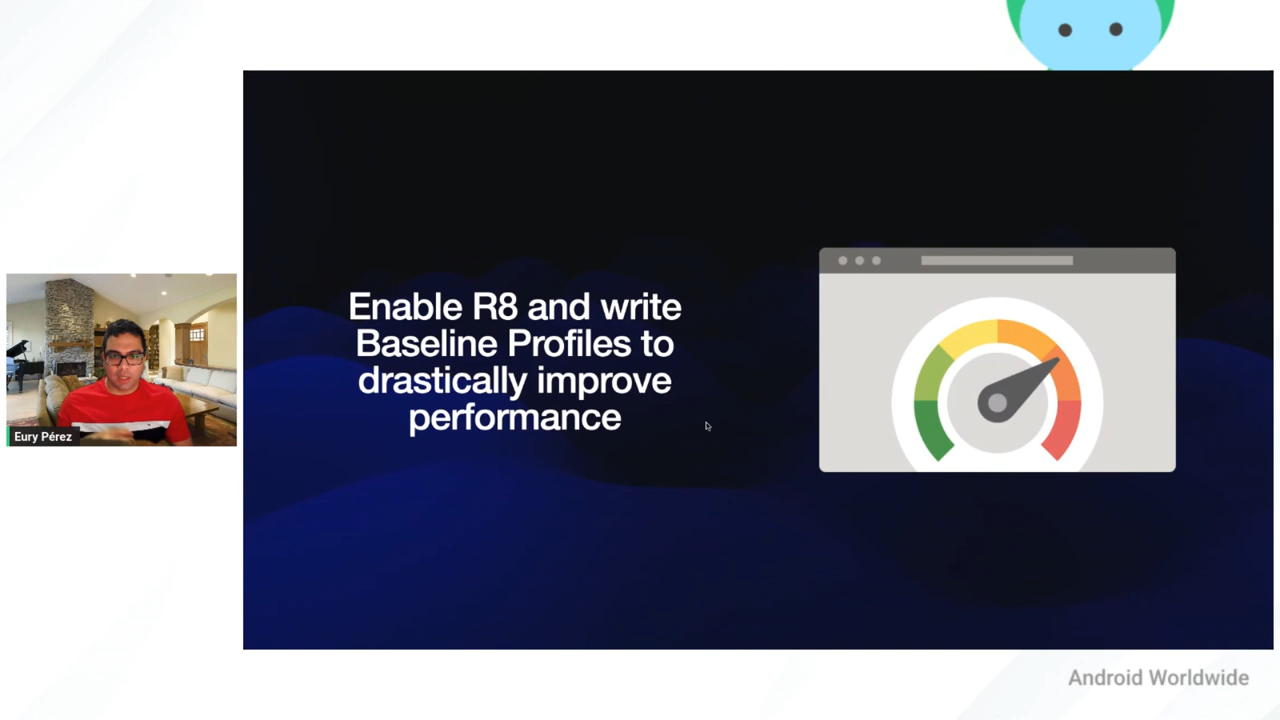 Enable R8 and write
Baseline Profiles to
drastically improve
performance
Eury Pérez
Android Worldwide